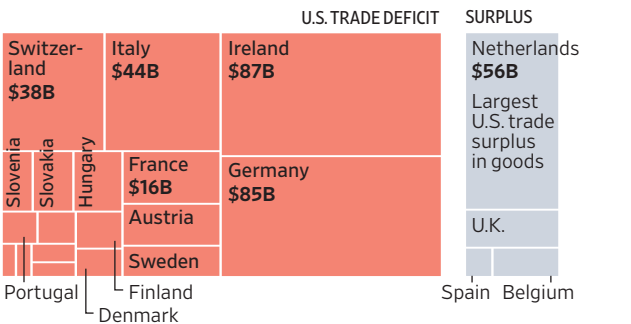 U.S. TRADE DEFICIT
SURPLUS
Switzer-
land
$38B
Italy
$44B
Ireland
$87B
Netherlands
$56B
Largest
U.S. trade
surplus
in goods
Slovenia
Slovakia
Hungary
France
$16B
Germany
$85B
Austria
U.K.
Sweden
Portugal
Finland
Denmark
Spain
Belgium